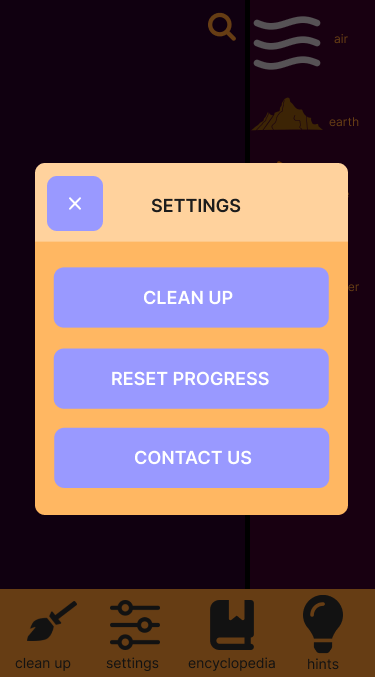 air
earth
er
SETTINGS
CLEAN UP
RESET PROGRESS
CONTACT US
clean up
settings
encyclopedia
hints